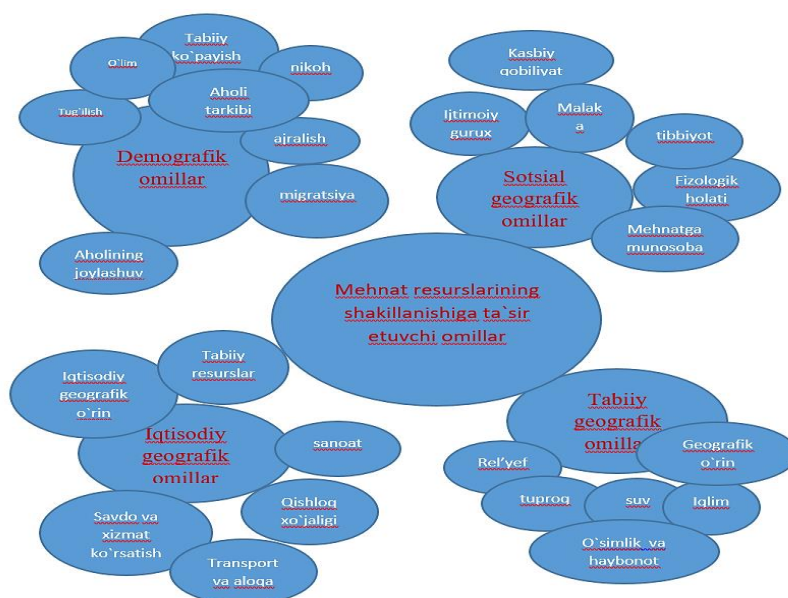 Tabiiy
ko`payish
O`lim
nikoh
Aholi
tarkibi
Tug`ilish
ajralish
Demografik
omillar
migratsiya
Aholining
joylashuv
Kasbiy
qobiliyat
Ijtimoiy
gurux
Malak
a
tibbiyot
Sotsial
geografik
omillar
Fizologik
holati
Mehnatga
munosoba
Mehnat resurslarining
shakillanishiga ta`sir
etuvchi omillar
Tabiiy
resurslar
Iqtisodiy
geografik
o`rin
Iqtisodiy
geografik
omillar
sanoat
Qishloq
xo`jaligi
Savdo va
xizmat
ko`rsatish
Transport
va aloqa
Tabiiy
geografik
omilla
Geografik
o`rin
Rel’yef
tuproq
suv
Iqlim
O`simlik va
haybonot